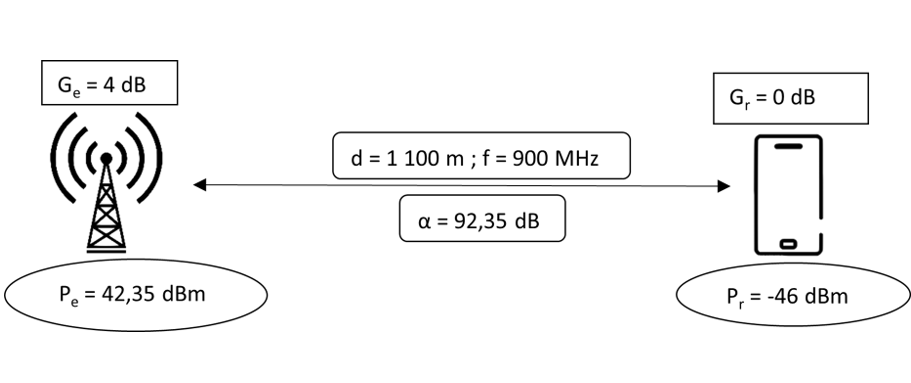 Gₑ = 4 dB
Gᵣ = 0 dB
d = 1 100 m ; f = 900 MHz
α = 92,35 dB
Pₑ = 42,35 dBm
Pᵣ = -46 dBm